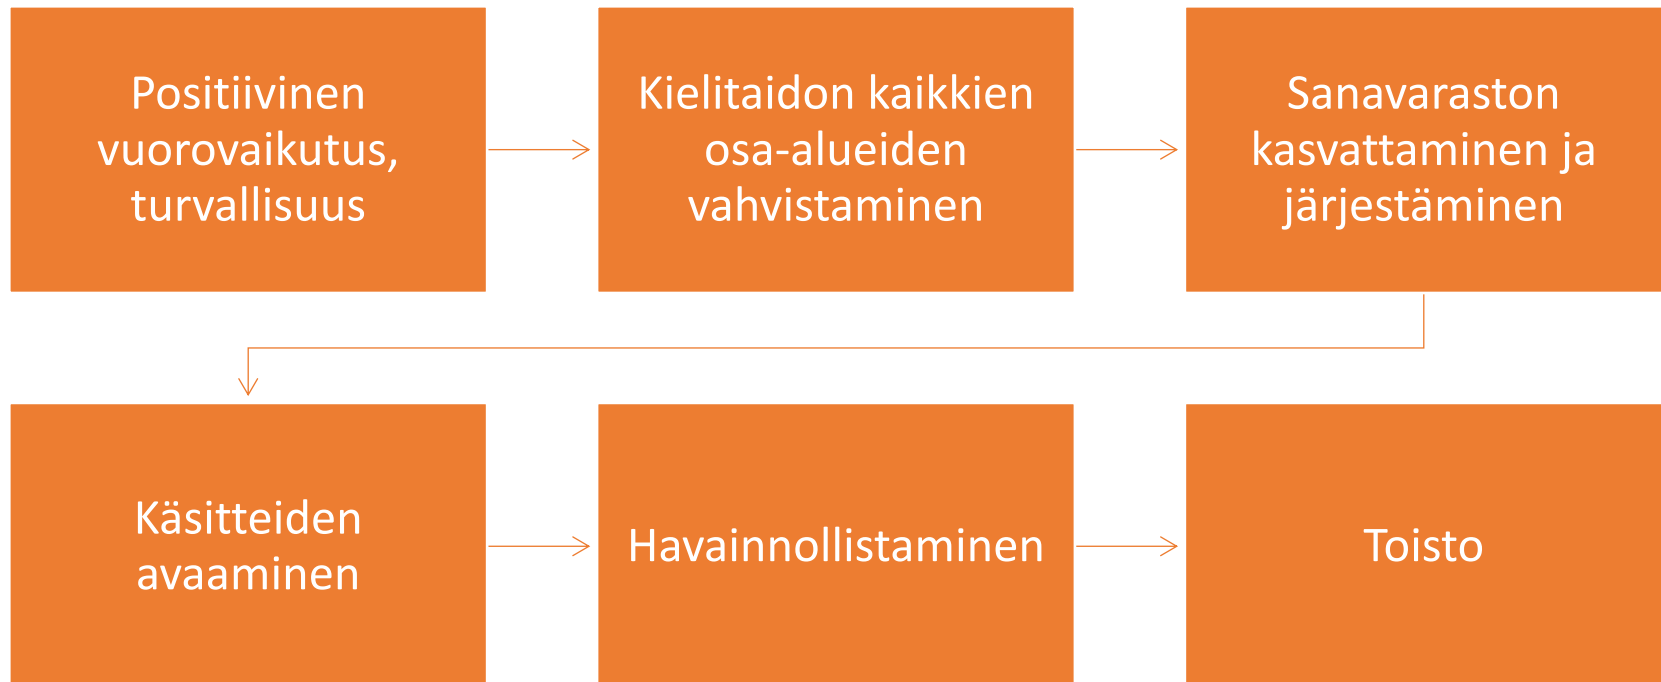 Positiivinen
vuorovaikutus,
turvallisuus
Kielitaidon kaikkien
osa-alueiden
vahvistaminen
Sanavaraston
kasvattaminen ja
järjestäminen
Käsitteiden
avaaminen
Havainnollistaminen
Toisto